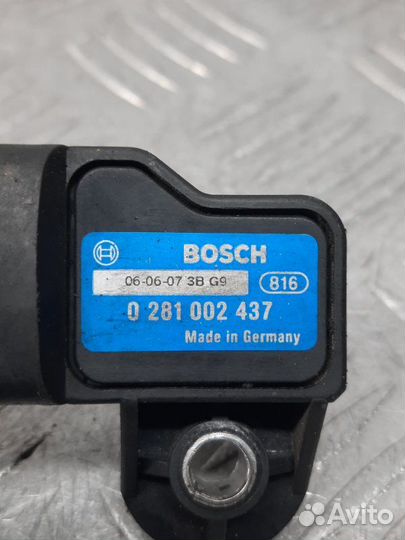 BOSCH
06-06-07 3B G9
816
0 281 002 437
Made in Germany
Avito